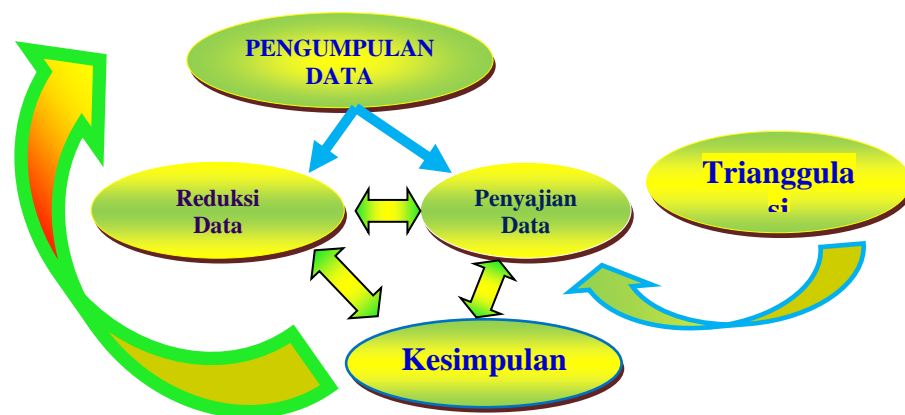 PENGUMPULAN
DATA
Reduksi
Data
Penyajian
Data
Trianggula
si
Kesimpulan